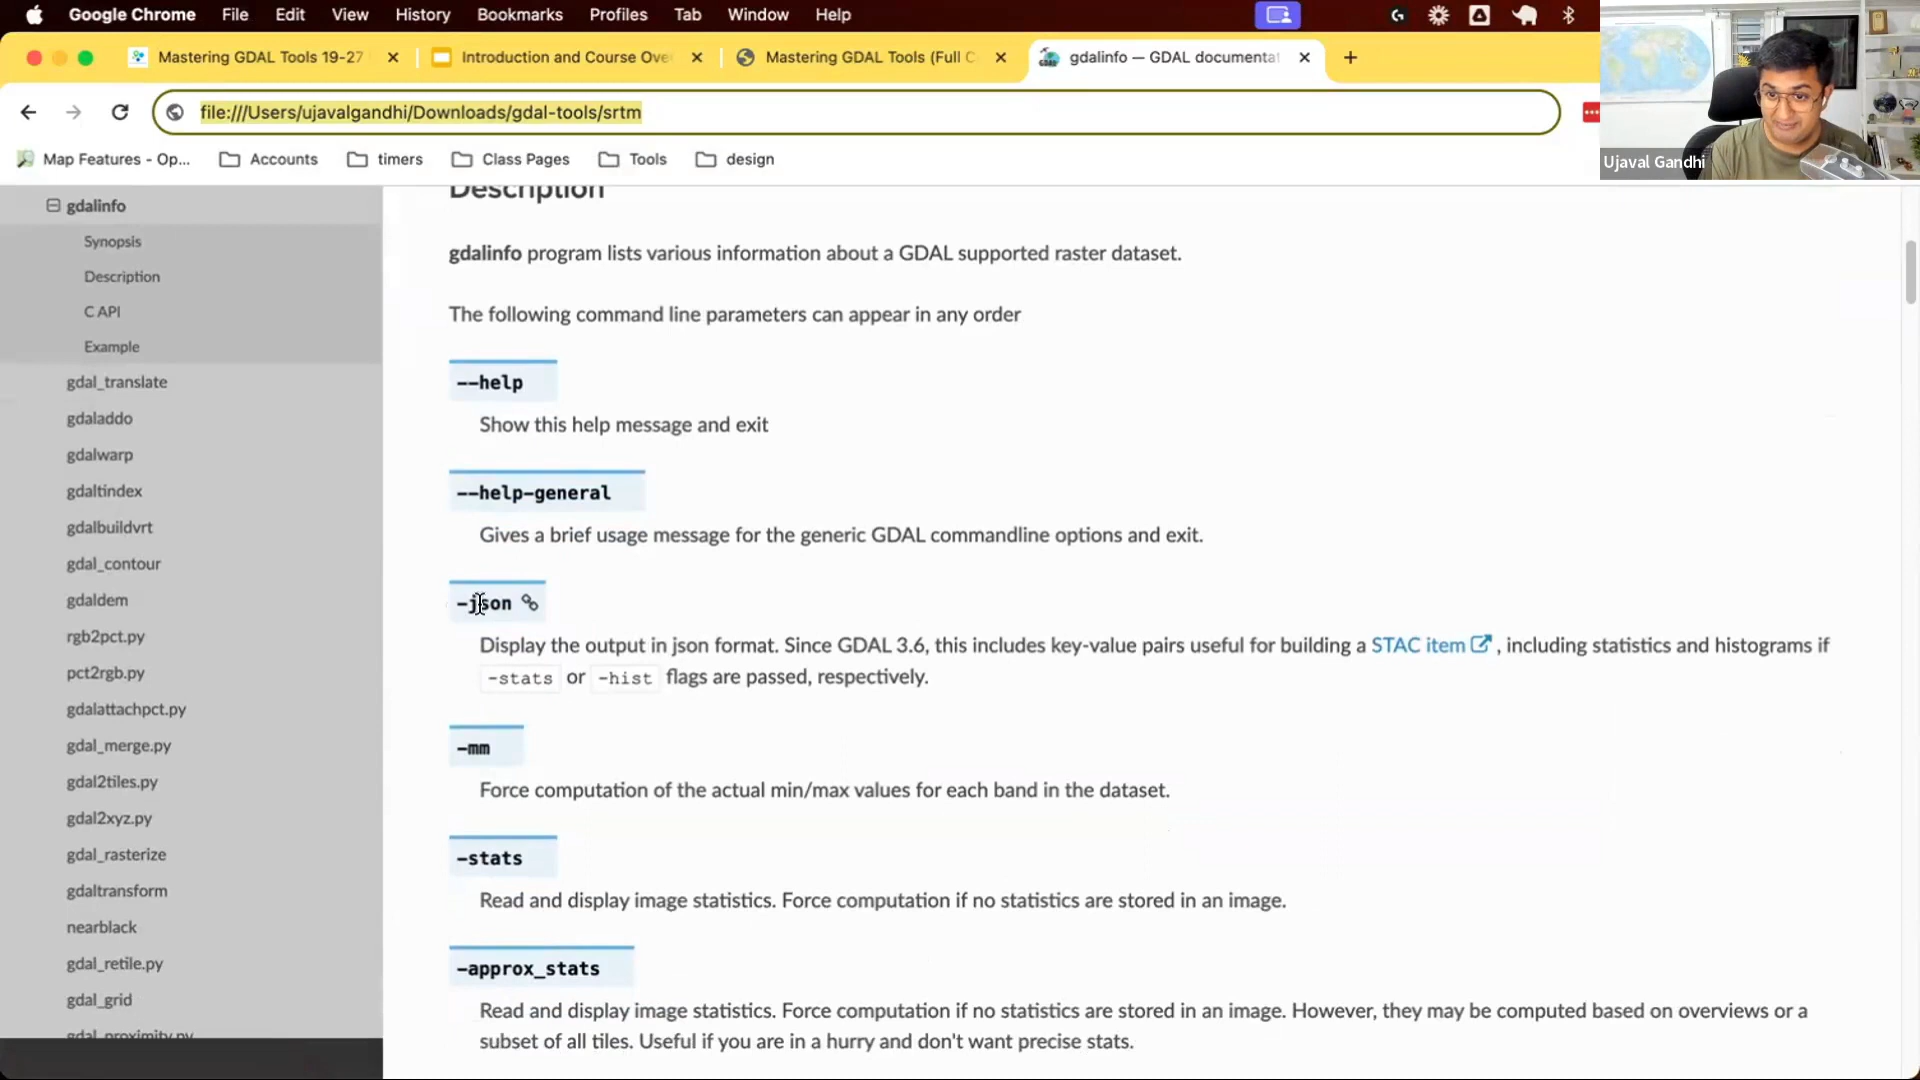 Google Chrome File Edit View History Bookmarks Profiles Tab Window Help
Mastering GDAL Tools 19-27
Introduction and Course Ove
Mastering GDAL Tools (Full C
gdalinfo — GDAL documentat
file:///Users/ujavalgandhi/Downloads/gdal-tools/srtm
Map Features - Op...
Accounts
timers
Class Pages
Tools
design
Ujaval Gandhi
gdalinfo
Synopsis
Description
C API
Example
gdal_translate
gdaladdo
gdalwarp
gdaltindex
gdalbuildvrt
gdal_contour
gdaldem
rgb2pct.py
pct2rgb.py
gdalattachpct.py
gdal_merge.py
gdal2tiles.py
gdal2xyz.py
gdal_rasterize
gdaltransform
nearblack
gdal_retile.py
gdal_grid
gdal_proximity.py
Description
gdalinfo program lists various information about a GDAL supported raster dataset.
The following command line parameters can appear in any order
--help
Show this help message and exit
--help-general
Gives a brief usage message for the generic GDAL commandline options and exit.
-json
Display the output in json format. Since GDAL 3.6, this includes key-value pairs useful for building a STAC item , including statistics and histograms if
-stats or -hist flags are passed, respectively.
-mm
Force computation of the actual min/max values for each band in the dataset.
-stats
Read and display image statistics. Force computation if no statistics are stored in an image.
-approx_stats
Read and display image statistics. Force computation if no statistics are stored in an image. However, they may be computed based on overviews or a
subset of all tiles. Useful if you are in a hurry and don't want precise stats.